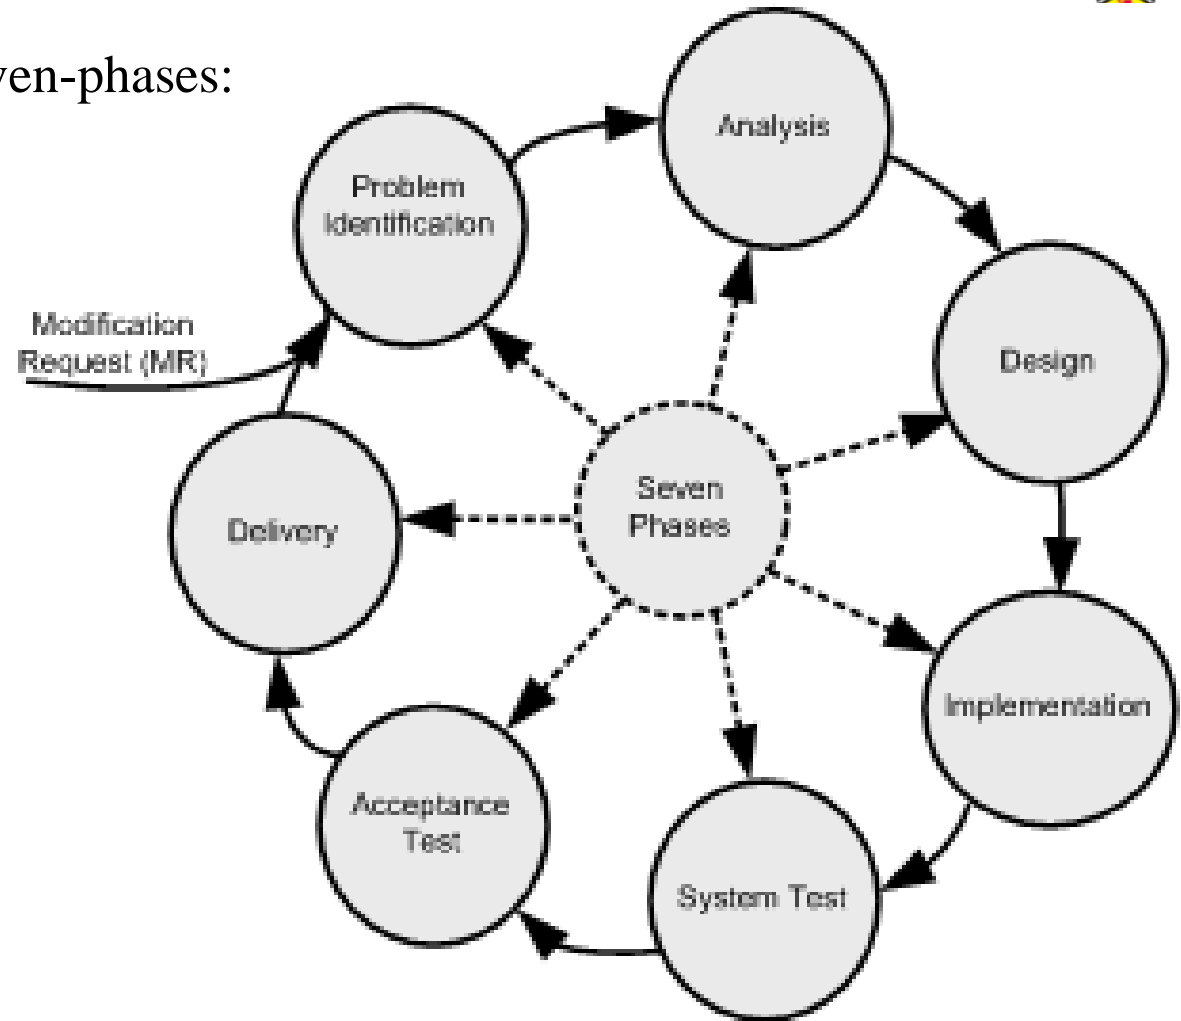 ven-phases:
Analysis
Problem
Identification
Modification
Request (MR)
Design
Seven
Phases
Delivery
Implementation
Acceptance
Test
System Test